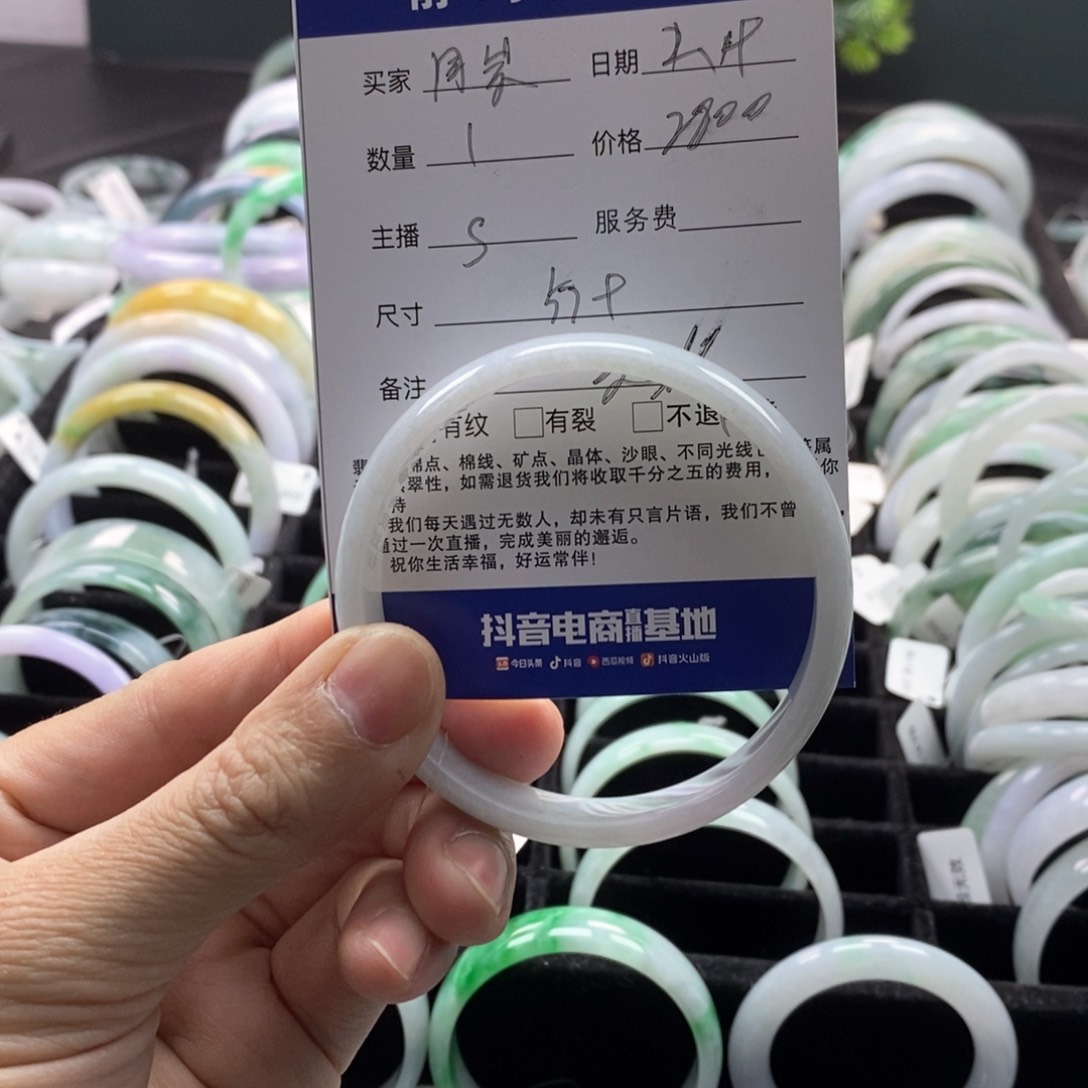 买家 日期
数量 1 价格 2800
主播 S 服务费
尺寸 57+
备注
有纹 □有裂 □不退
棉点、棉线、矿点、晶体、沙眼、不同光线 属
翠性，如需退货我们将收取千分之五的费用， 你
待
我们每天遇过无数人，却未有只言片语，我们不曾
通过一次直播，完成美丽的邂逅。
祝你生活幸福，好运常伴！
抖音电商直播基地
今日头条 抖音 西瓜视频 抖音火山版